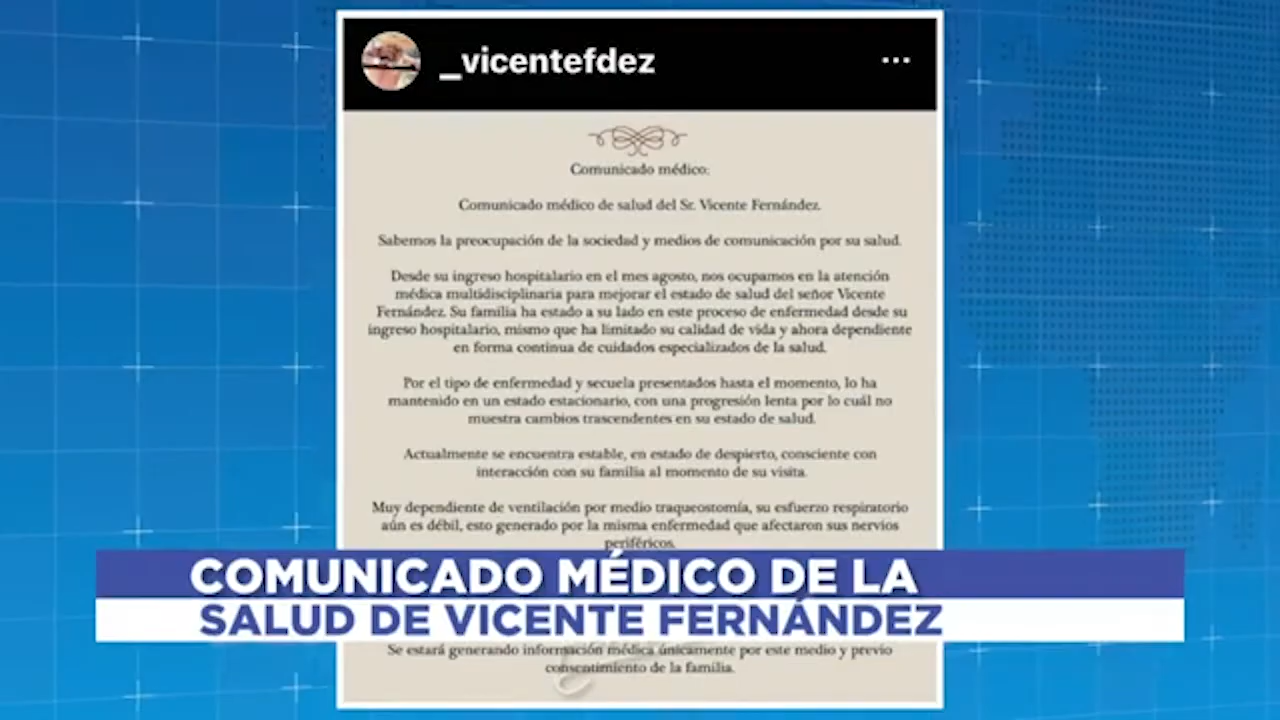 _vicentefdez
Comunicado médico:
Comunicado médico de salud del Sr. Vicente Fernández.
Sabemos la preocupación de la sociedad y medios de comunicación por su salud.
Desde su ingreso hospitalario en el mes agosto, nos ocupamos en la atención
médica multidisciplinaria para mejorar el estado de salud del señor Vicente
Fernández. Su familia ha estado a su lado en este proceso de enfermedad desde su
ingreso hospitalario, mismo que ha limitado su calidad de vida y ahora dependiente
en forma continua de cuidados especializados de la salud.
Por el tipo de enfermedad y secuela presentados hasta el momento, lo ha
mantenido en un estado estacionario, con una progresión lenta por lo cuál no
muestra cambios trascendentes en su estado de salud.
Actualmente se encuentra estable, en estado de despierto, consciente con
interacción con su familia al momento de su visita.
Muy dependiente de ventilación por medio traqueostomía, su esfuerzo respiratorio
aún es débil, esto generado por la misma enfermedad que afectaron sus nervios
periféricos.
COMUNICADO MÉDICO DE LA
SALUD DE VICENTE FERNÁNDEZ
Se estará generando información médica únicamente por este medio y previo
consentimiento de la familia.